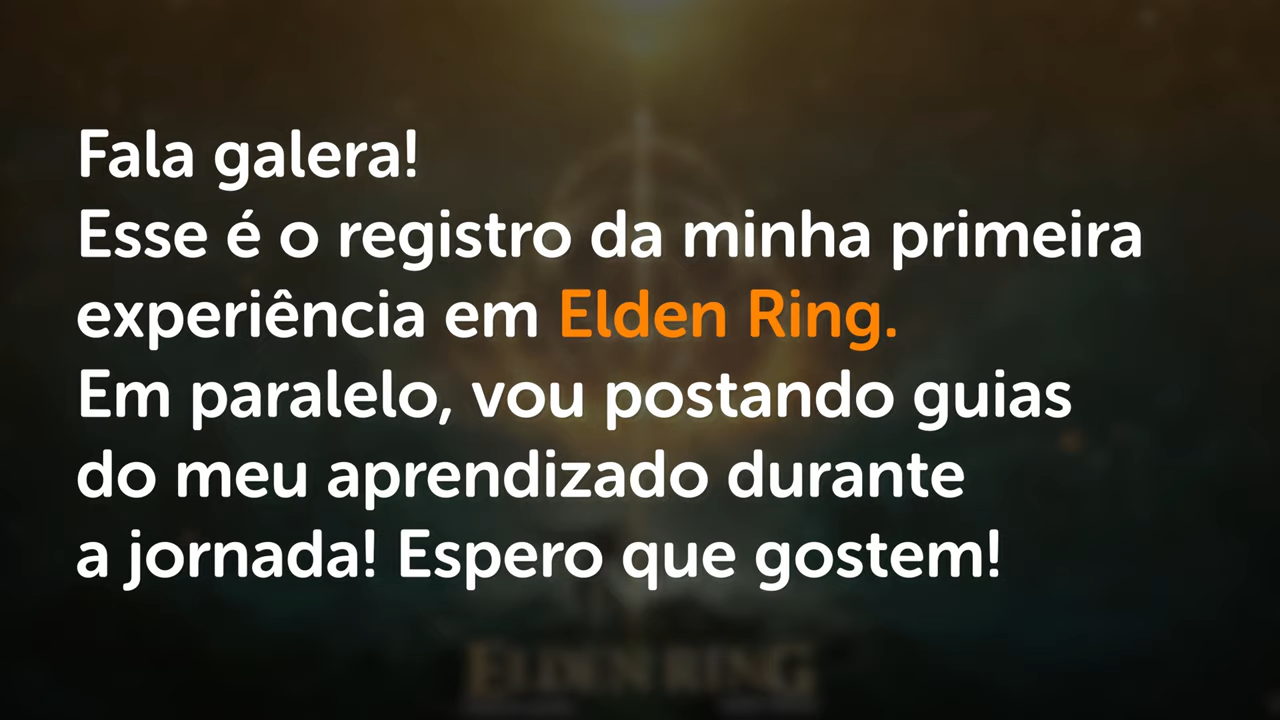 Fala galera!
Esse é o registro da minha primeira
experiência em Elden Ring.
Em paralelo, vou postando guias
do meu aprendizado durante
a jornada! Espero que gostem!
ELDEN RING